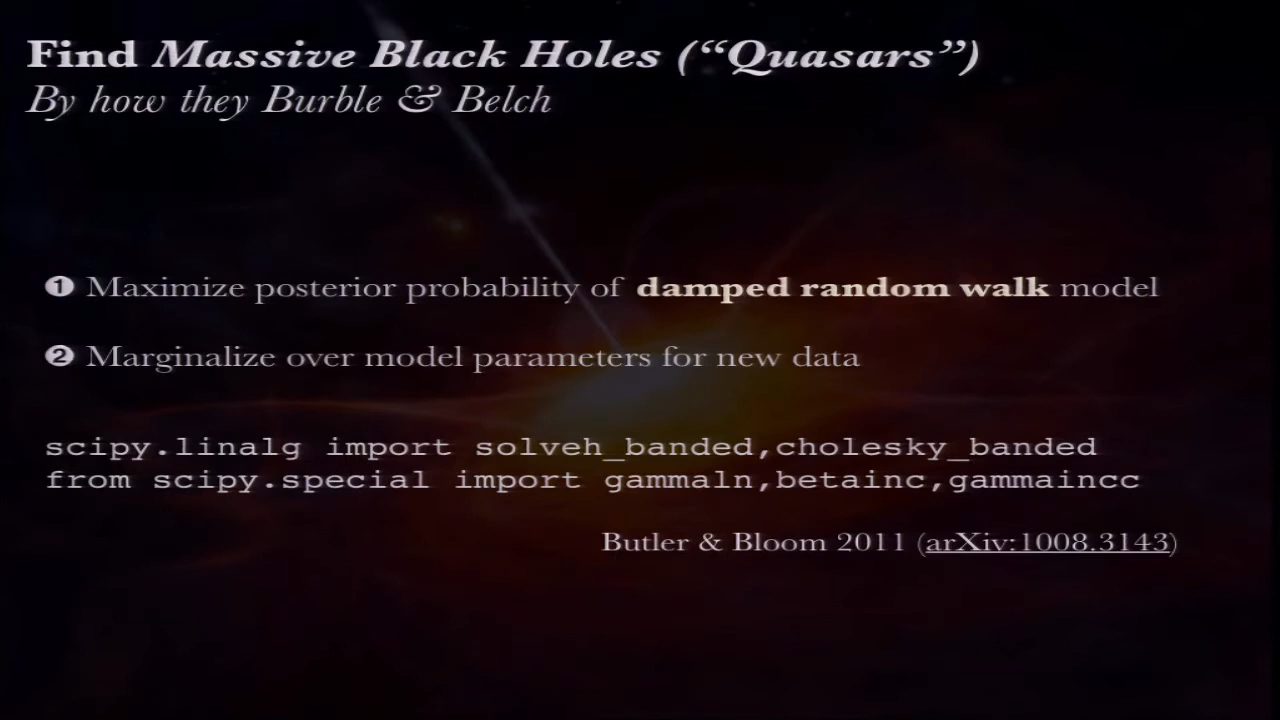 Find Massive Black Holes (“Quasars”)
By how they Burble & Belch
❶ Maximize posterior probability of damped random walk model
❷ Marginalize over model parameters for new data
scipy.linalg import solveh_banded,cholesky_banded
from scipy.special import gammaln,betainc,gammaincc
Butler & Bloom 2011 (arXiv:1008.3143)